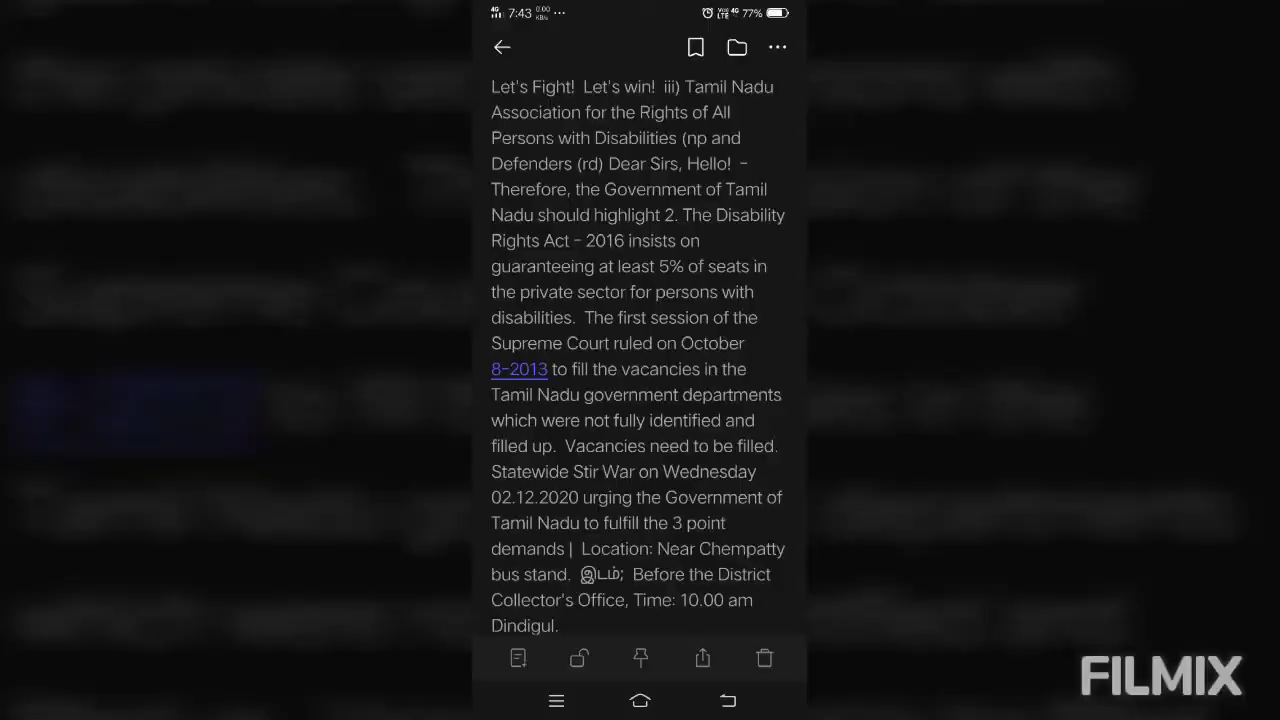 4G 7:43 0.00 KB/s ...
VoLTE 4G 77%
Let's Fight!  Let's win!  iii) Tamil Nadu
Association for the Rights of All
Persons with Disabilities (np and
Defenders (rd) Dear Sirs, Hello!  -
Therefore, the Government of Tamil
Nadu should highlight 2. The Disability
Rights Act - 2016 insists on
guaranteeing at least 5% of seats in
the private sector for persons with
disabilities.  The first session of the
Supreme Court ruled on October
8-2013 to fill the vacancies in the
Tamil Nadu government departments
which were not fully identified and
filled up.  Vacancies need to be filled.
Statewide Stir War on Wednesday
02.12.2020 urging the Government of
Tamil Nadu to fulfill the 3 point
demands |  Location: Near Chempatty
bus stand.  இடம்;  Before the District
Collector's Office, Time: 10.00 am
Dindigul.
FILMIX